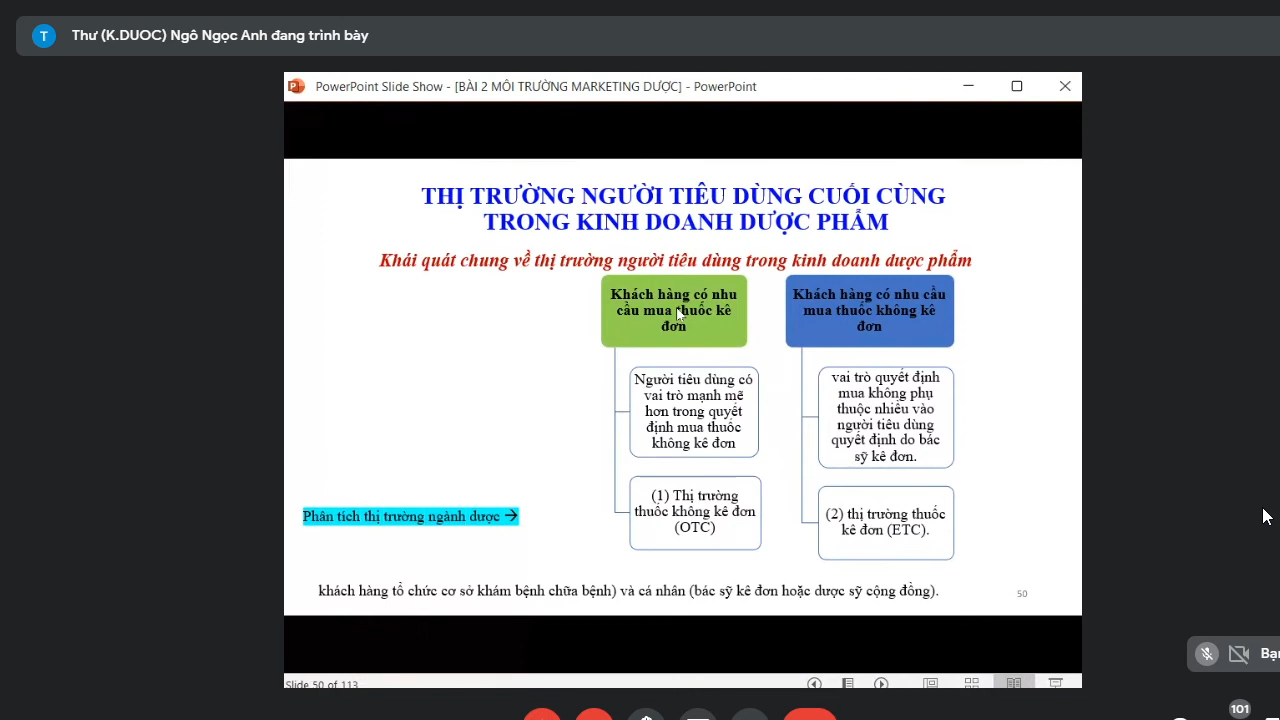 T
Thư (K.DUOC) Ngô Ngọc Anh đang trình bày
PowerPoint Slide Show - [BÀI 2 MÔI TRƯỜNG MARKETING DƯỢC] - PowerPoint
THỊ TRƯỜNG NGƯỜI TIÊU DÙNG CUỐI CÙNG
TRONG KINH DOANH DƯỢC PHẨM
Khái quát chung về thị trường người tiêu dùng trong kinh doanh dược phẩm
Khách hàng có nhu
cầu mua thuốc kê
đơn
Người tiêu dùng có
vai trò mạnh mẽ
hơn trong quyết
định mua thuốc
không kê đơn
(1) Thị trường
thuốc không kê đơn
(OTC)
Khách hàng có nhu cầu
mua thuốc không kê
đơn
vai trò quyết định
mua không phụ
thuộc nhiều vào
người tiêu dùng
quyết định do bác
sỹ kê đơn.
(2) thị trường thuốc
kê đơn (ETC).
Phân tích thị trường ngành dược →
khách hàng tổ chức cơ sở khám bệnh chữa bệnh) và cá nhân (bác sỹ kê đơn hoặc dược sỹ cộng đồng).
50
Slide 50 of 113
101